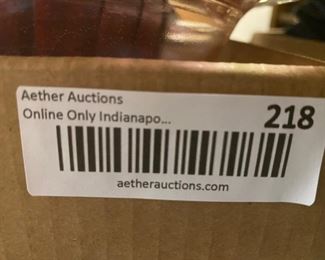 Aether Auctions
Online Only Indianapo...
218
aetherauctions.com